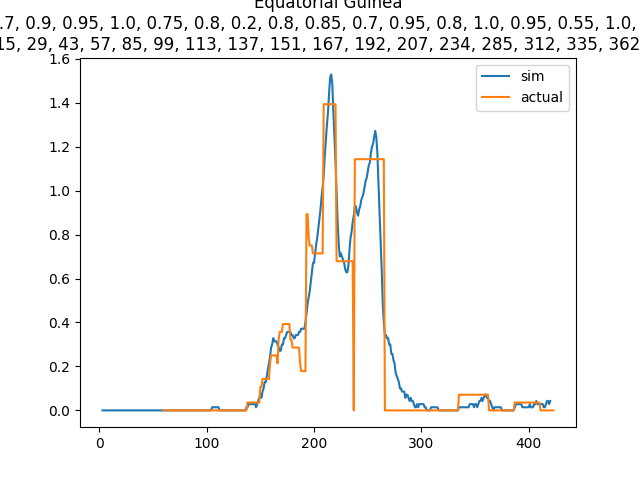 Equatorial Guinea
.7, 0.9, 0.95, 1.0, 0.75, 0.8, 0.2, 0.8, 0.85, 0.7, 0.95, 0.8, 1.0, 0.95, 0.55, 1.0,
15, 29, 43, 57, 85, 99, 113, 137, 151, 167, 192, 207, 234, 285, 312, 335, 362
1.6
sim
actual
1.4
1.2
1.0
0.8
0.6
0.4
0.2
0.0
0 100 200 300 400